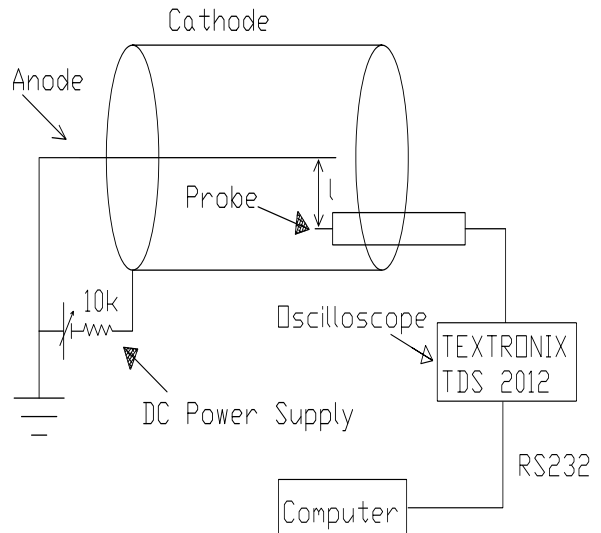 Cathode
Anode
l
Probe
10k
Oscilloscope
TEXTRONIX
TDS 2012
DC Power Supply
RS232
Computer